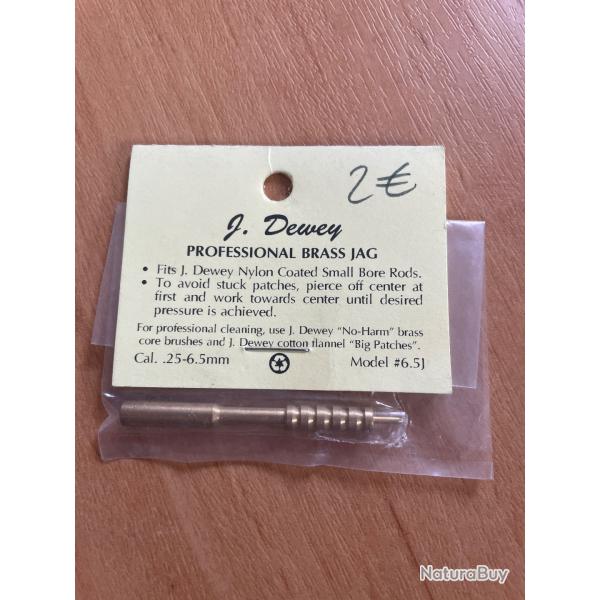 2€
J. Dewey
PROFESSIONAL BRASS JAG
• Fits J. Dewey Nylon Coated Small Bore Rods.
• To avoid stuck patches, pierce off center at
first and work towards center until desired
pressure is achieved.
For professional cleaning, use J. Dewey "No-Harm" brass
core brushes and J. Dewey cotton flannel "Big Patches".
Cal. .25-6.5mm Model #6.5J
NaturaBuy